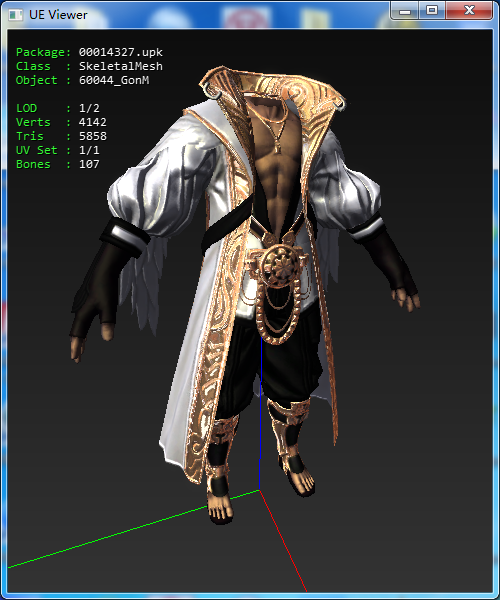 UE Viewer
Package: 00014327.upk
Class : SkeletalMesh
Object : 60044_GonM
LOD : 1/2
Verts : 4142
Tris : 5858
UV Set : 1/1
Bones : 107